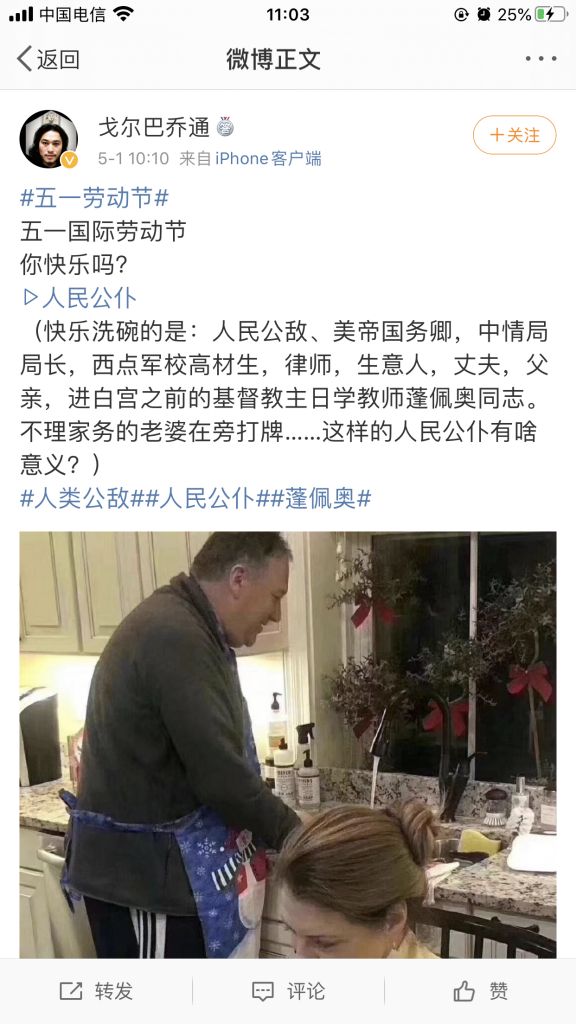 中国电信
11:03
25%
返回
微博正文
戈尔巴乔通
+关注
5-1 10:10 来自 iPhone客户端
#五一劳动节#
五一国际劳动节
你快乐吗?
人民公仆
（快乐洗碗的是：人民公敌、美帝国务卿，中情局
局长，西点军校高材生，律师，生意人，丈夫，父
亲，进白宫之前的基督教主日学教师蓬佩奥同志。
不理家务的老婆在旁打牌……这样的人民公仆有啥
意义？）
#人类公敌##人民公仆##蓬佩奥#
转发
评论
赞